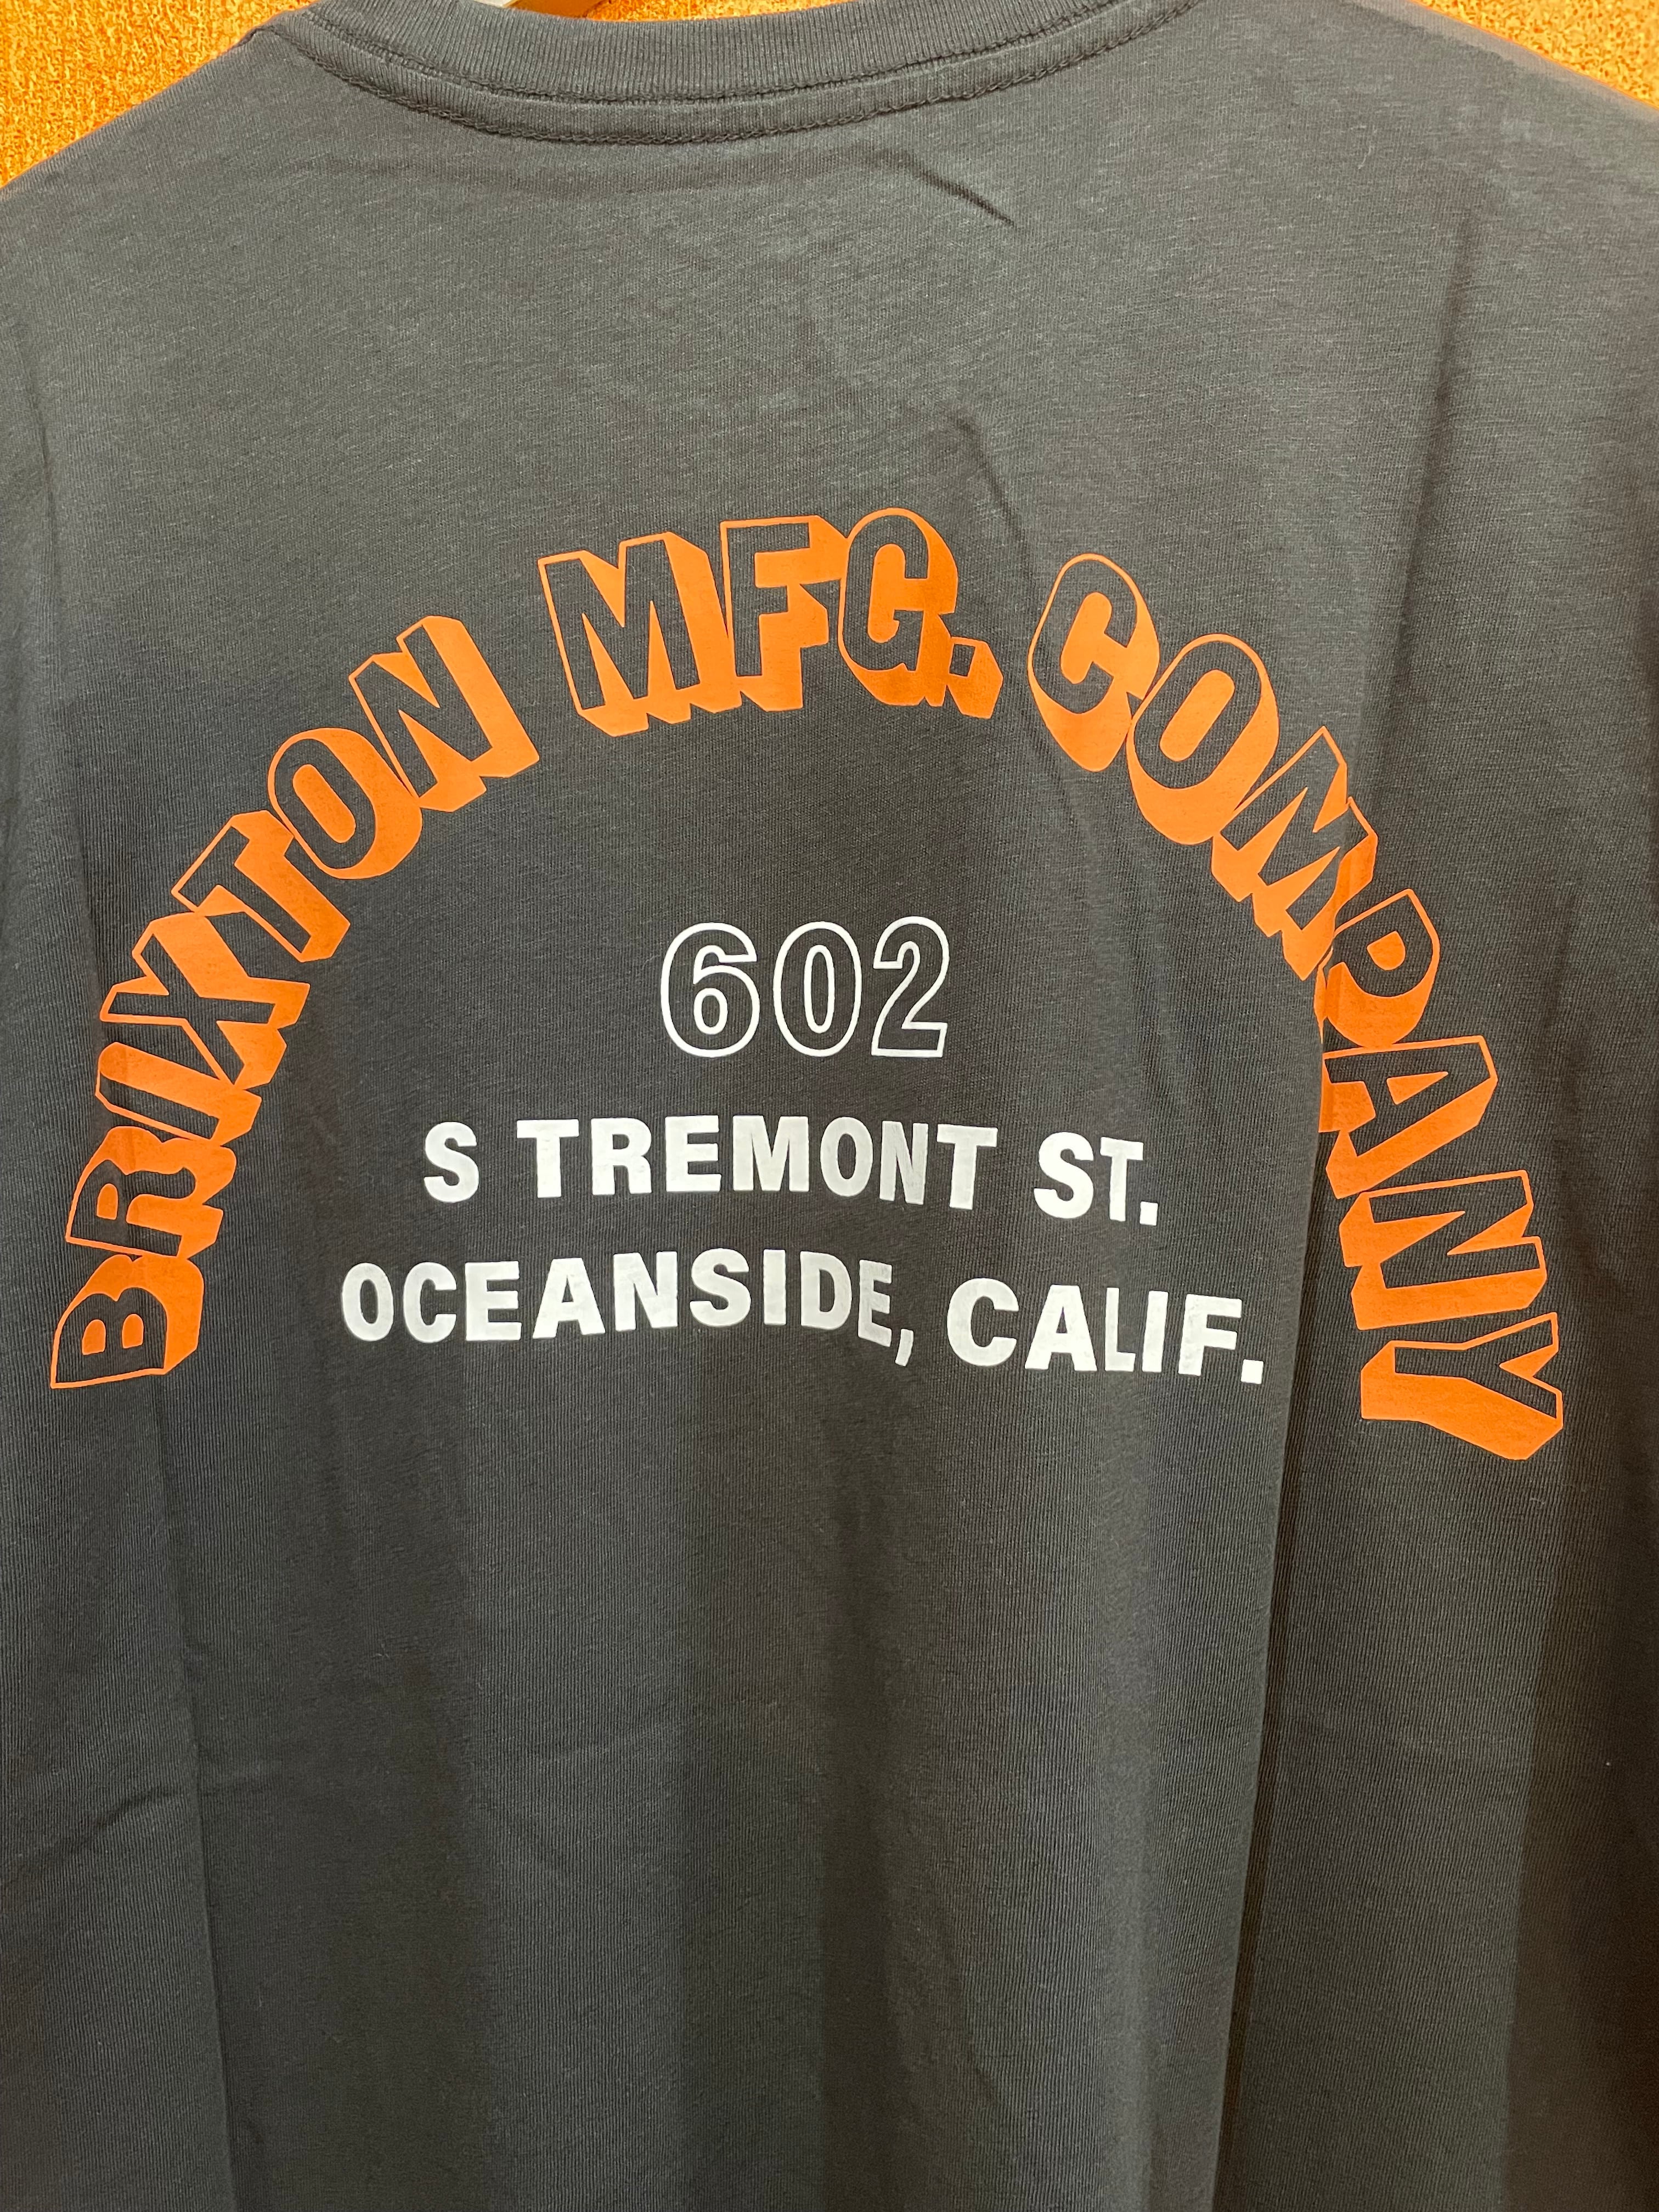 BRIXTON MFG. COMPANY
602
S TREMONT ST.
OCEANSIDE, CALIF.